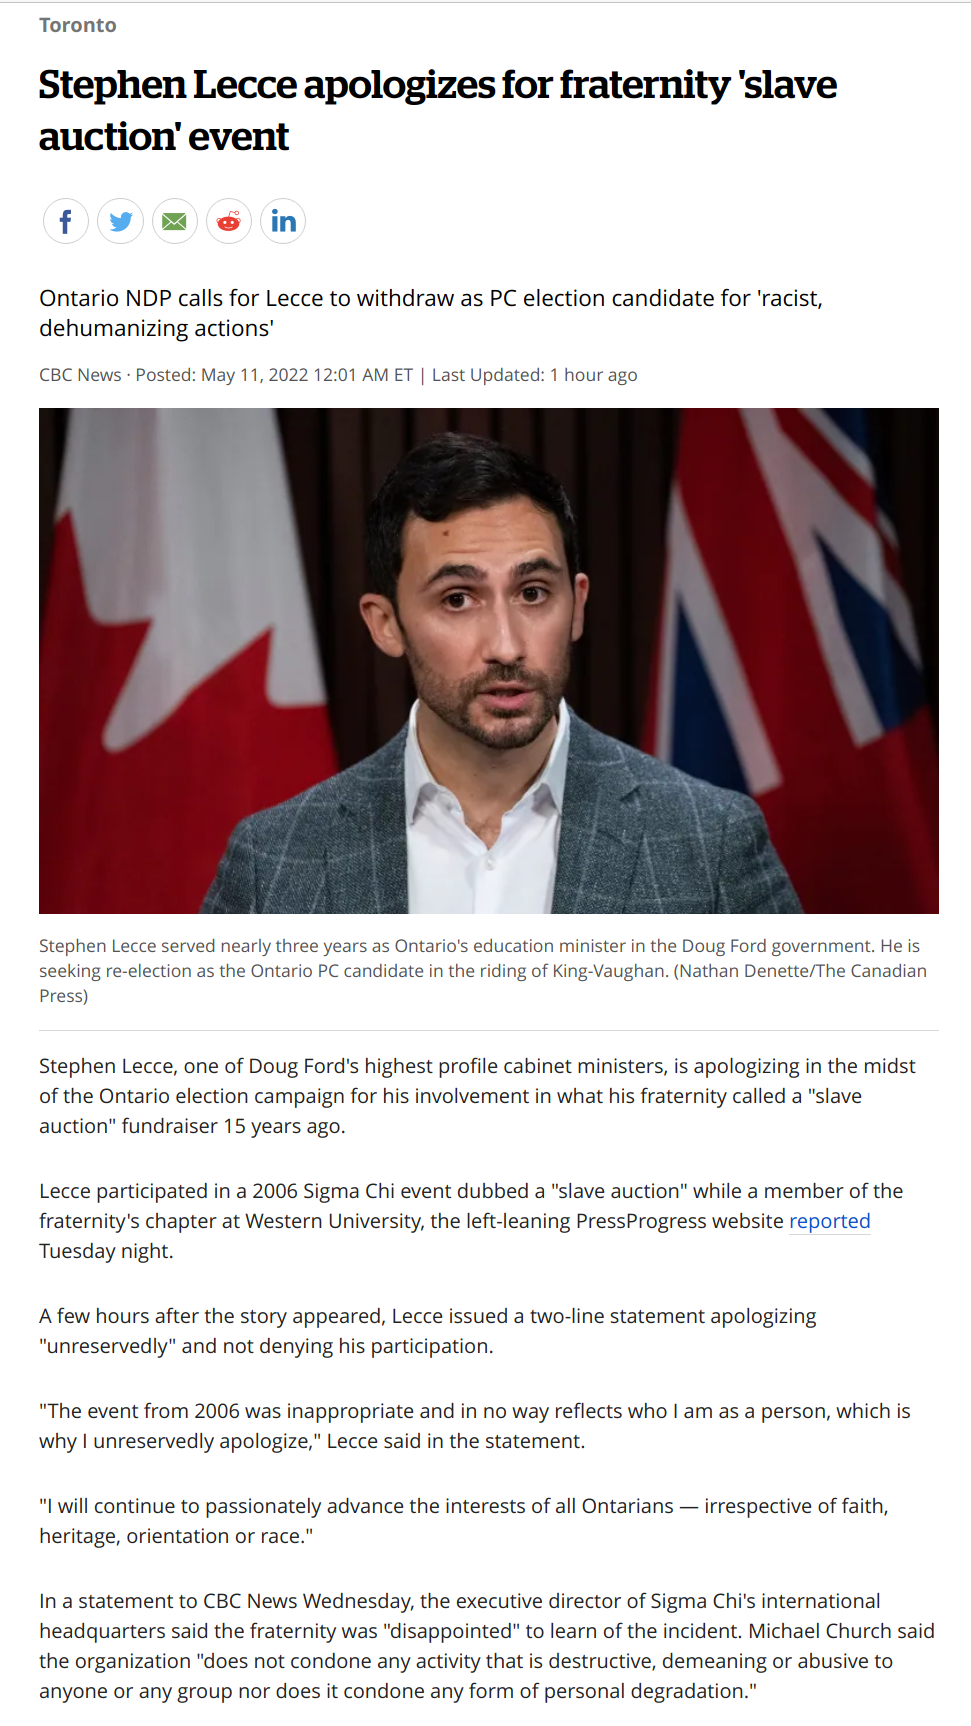 Toronto
Stephen Lecce apologizes for fraternity 'slave
auction' event
f
in
Ontario NDP calls for Lecce to withdraw as PC election candidate for 'racist,
dehumanizing actions'
CBC News · Posted: May 11, 2022 12:01 AM ET | Last Updated: 1 hour ago
Stephen Lecce served nearly three years as Ontario's education minister in the Doug Ford government. He is
seeking re-election as the Ontario PC candidate in the riding of King-Vaughan. (Nathan Denette/The Canadian
Press)
Stephen Lecce, one of Doug Ford's highest profile cabinet ministers, is apologizing in the midst
of the Ontario election campaign for his involvement in what his fraternity called a "slave
auction" fundraiser 15 years ago.
Lecce participated in a 2006 Sigma Chi event dubbed a "slave auction" while a member of the
fraternity's chapter at Western University, the left-leaning PressProgress website reported
Tuesday night.
A few hours after the story appeared, Lecce issued a two-line statement apologizing
"unreservedly" and not denying his participation.
"The event from 2006 was inappropriate and in no way reflects who I am as a person, which is
why I unreservedly apologize," Lecce said in the statement.
"I will continue to passionately advance the interests of all Ontarians — irrespective of faith,
heritage, orientation or race."
In a statement to CBC News Wednesday, the executive director of Sigma Chi's international
headquarters said the fraternity was "disappointed" to learn of the incident. Michael Church said
the organization "does not condone any activity that is destructive, demeaning or abusive to
anyone or any group nor does it condone any form of personal degradation."